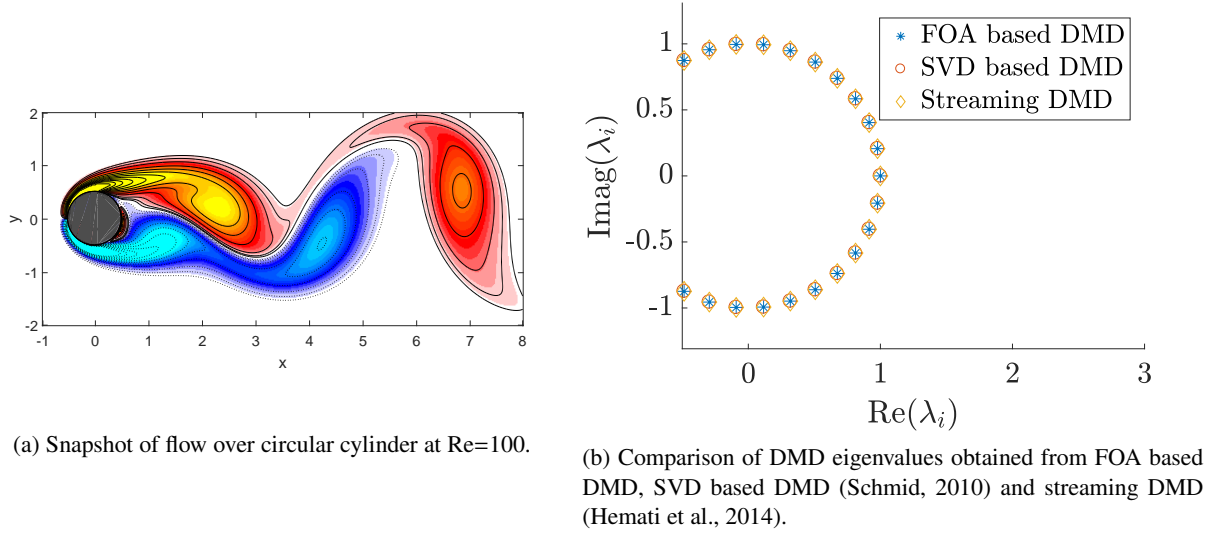 2
1
0
-1
-2
y
-1 0 1 2 3 4 5 6 7 8
x
(a) Snapshot of flow over circular cylinder at Re=100.
FOA based DMD
SVD based DMD
Streaming DMD
1
0.5
0
-0.5
-1
Imag(λi)
0 1 2 3
Re(λi)
(b) Comparison of DMD eigenvalues obtained from FOA based
DMD, SVD based DMD (Schmid, 2010) and streaming DMD
(Hemati et al., 2014).